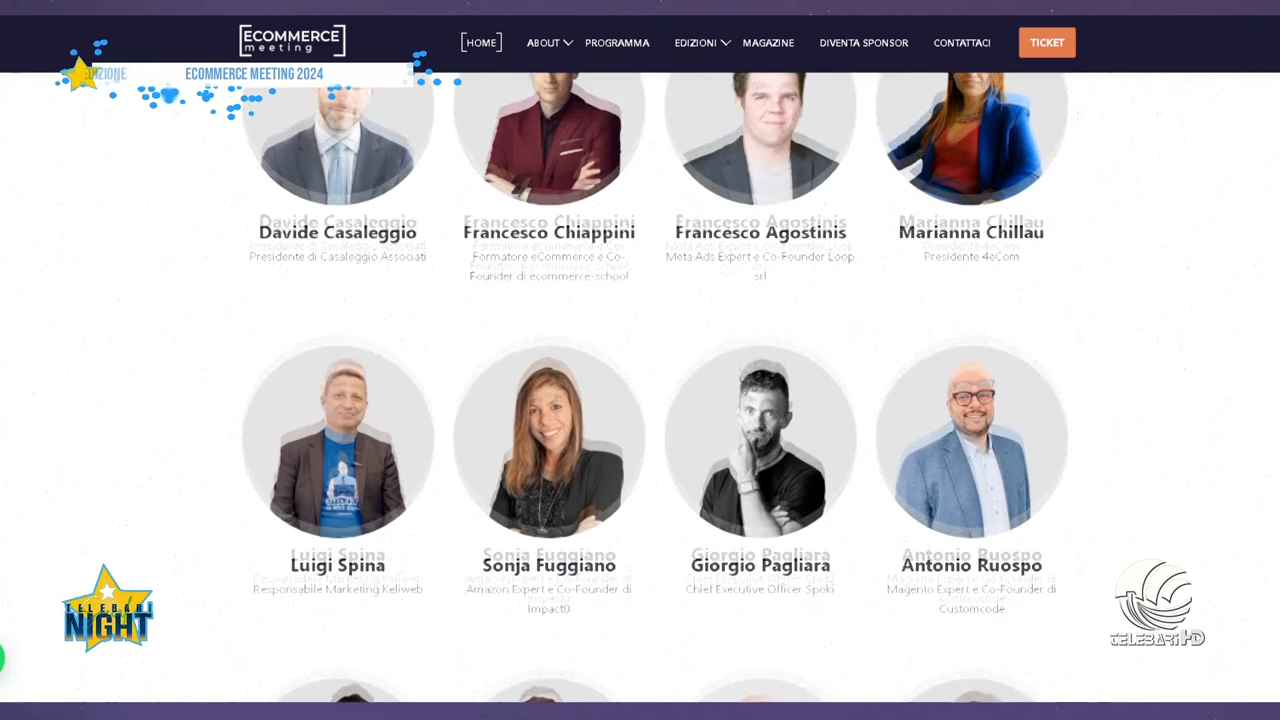 [ECOMMERCE
meeting]
HOME
ABOUT
PROGRAMMA
EDIZIONI
MAGAZINE
DIVENTA SPONSOR
CONTATTACI
TICKET
EDIZIONE
ECOMMERCE MEETING 2024
Davide Casaleggio
Presidente di Casaleggio Associati
Francesco Chiappini
Formatore eCommerce e Co-
Founder di ecommerce-school
Francesco Agostinis
Meta Ads Expert e Co-Founder Loop
srl
Marianna Chillau
Presidente 4eCom
Luigi Spina
Responsabile Marketing Keliweb
Sonja Fuggiano
Amazon Expert e Co-Founder di
Impact0
Giorgio Pagliara
Chief Executive Officer Spoki
Antonio Ruospo
Magento Expert e Co-Founder di
Customcode
TELEBARI
NIGHT
TELEBARI HD